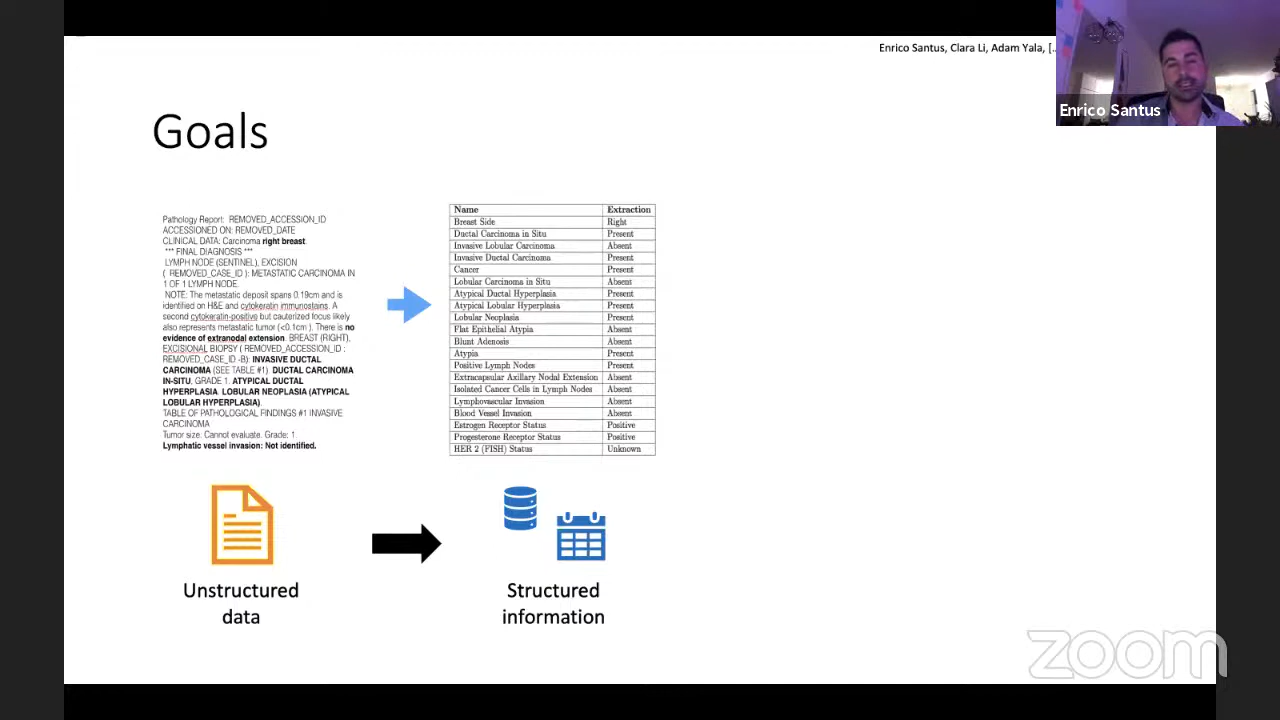 Enrico Santus, Clara Li, Adam Yala, [..
Enrico Santus
Goals
Pathology Report: REMOVED_ACCESSION_ID
ACCESSIONED ON: REMOVED_DATE
CLINICAL DATA: Carcinoma right breast.
*** FINAL DIAGNOSIS ***
LYMPH NODE (SENTINEL), EXCISION
( REMOVED_CASE_ID ): METASTATIC CARCINOMA IN
1 OF 1 LYMPH NODE.
NOTE: The metastatic deposit spans 0.19cm and is
identified on H&E and cytokeratin immunostains. A
second cytokeratin-positive but cauterized focus likely
also represents metastatic tumor (<0.1cm ). There is no
evidence of extranodal extension. BREAST (RIGHT),
EXCISIONAL BIOPSY ( REMOVED_ACCESSION_ID :
REMOVED_CASE_ID -B): INVASIVE DUCTAL
CARCINOMA (SEE TABLE #1). DUCTAL CARCINOMA
IN-SITU, GRADE 1. ATYPICAL DUCTAL
HYPERPLASIA. LOBULAR NEOPLASIA (ATYPICAL
LOBULAR HYPERPLASIA).
TABLE OF PATHOLOGICAL FINDINGS #1 INVASIVE
CARCINOMA
Tumor size: Cannot evaluate. Grade: 1
Lymphatic vessel invasion: Not identified.
Name Extraction
Breast Side Right
Ductal Carcinoma in Situ Present
Invasive Lobular Carcinoma Absent
Invasive Ductal Carcinoma Present
Cancer Present
Lobular Carcinoma in Situ Absent
Atypical Ductal Hyperplasia Present
Atypical Lobular Hyperplasia Present
Lobular Neoplasia Present
Flat Epithelial Atypia Absent
Blunt Adenosis Absent
Atypia Present
Positive Lymph Nodes Present
Extracapsular Axillary Nodal Extension Absent
Isolated Cancer Cells in Lymph Nodes Absent
Lymphovascular Invasion Absent
Blood Vessel Invasion Absent
Estrogen Receptor Status Positive
Progesterone Receptor Status Positive
HER 2 (FISH) Status Unknown
Unstructured
data
Structured
information
zoom